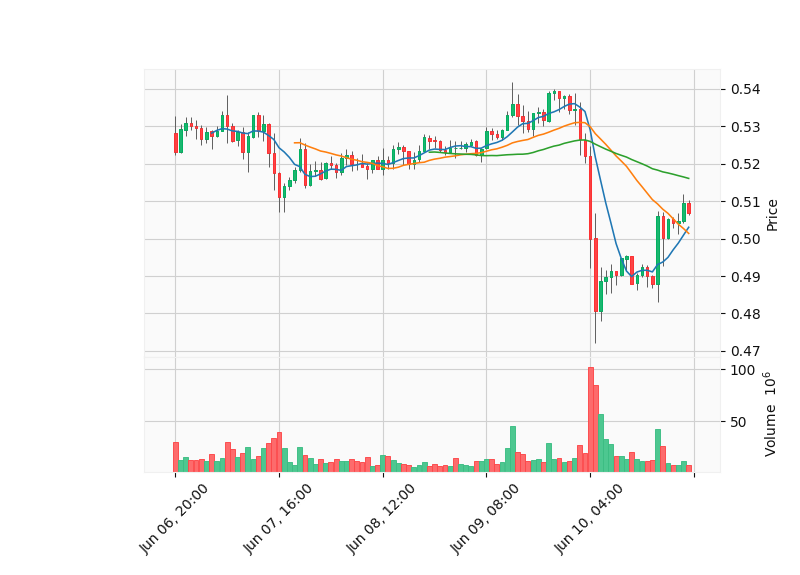 0.54
0.53
0.52
0.51
0.50
0.49
0.48
0.47
Price
100
50
Volume 10^6
Jun 06, 20:00
Jun 07, 16:00
Jun 08, 12:00
Jun 09, 08:00
Jun 10, 04:00